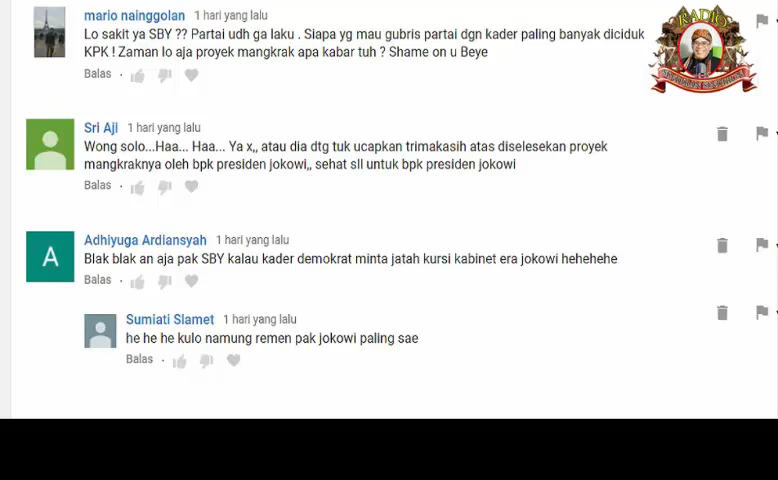 mario nainggolan 1 hari yang lalu
Lo sakit ya SBY ?? Partai udh ga laku . Siapa yg mau gubris partai dgn kader paling banyak diciduk
KPK ! Zaman lo aja proyek mangkrak apa kabar tuh ? Shame on u Beye
Balas
RADIO
Sri Aji 1 hari yang lalu
Wong solo...Haa... Haa... Ya x,, atau dia dtg tuk ucapkan trimakasih atas diselesekan proyek
mangkraknya oleh bpk presiden jokowi,, sehat sll untuk bpk presiden jokowi
Balas
A
Adhiyuga Ardiansyah 1 hari yang lalu
Blak blak an aja pak SBY kalau kader demokrat minta jatah kursi kabinet era jokowi hehehehe
Balas
Sumiati Slamet 1 hari yang lalu
he he he kulo namung remen pak jokowi paling sae
Balas